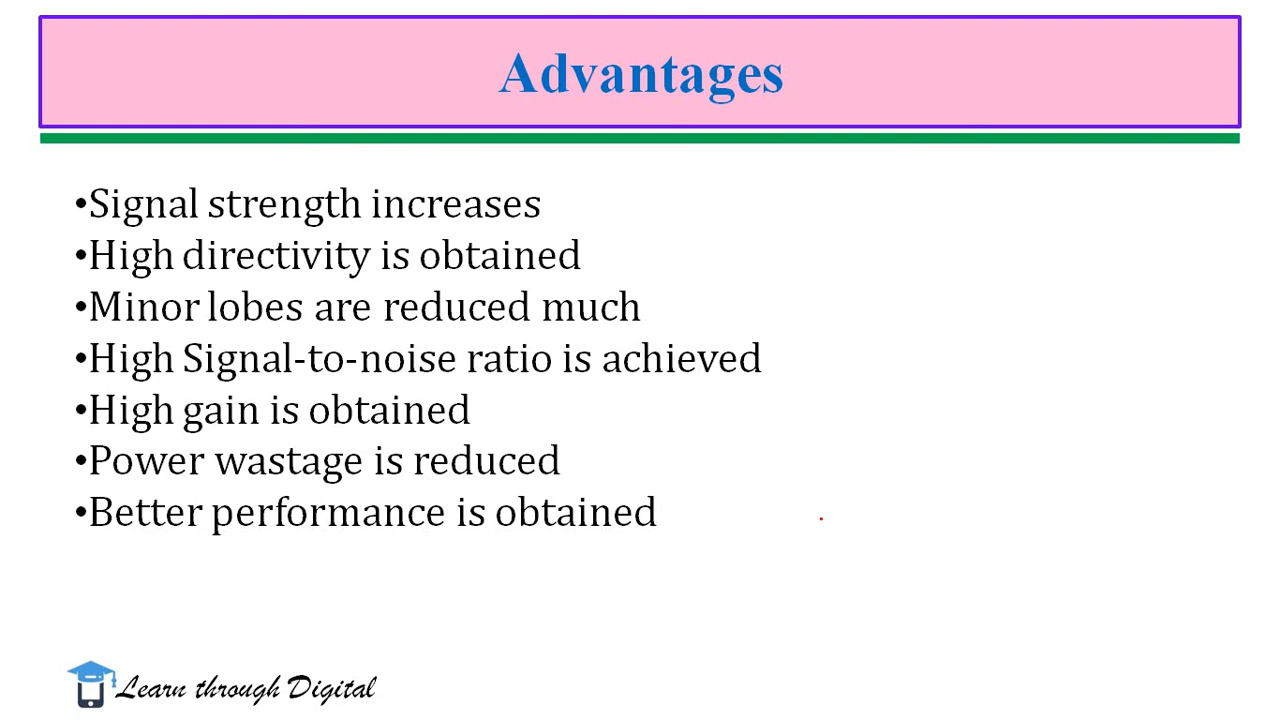 Advantages
•Signal strength increases
•High directivity is obtained
•Minor lobes are reduced much
•High Signal-to-noise ratio is achieved
•High gain is obtained
•Power wastage is reduced
•Better performance is obtained
Learn through Digital